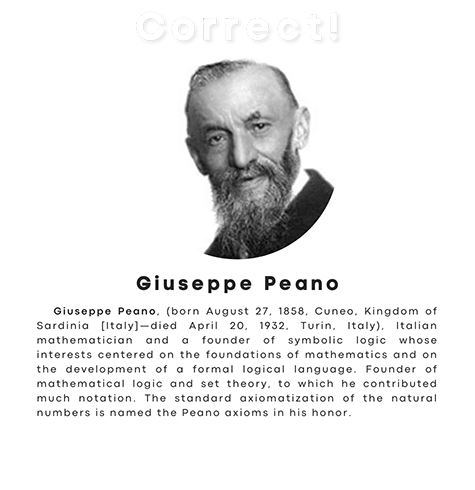 Correct!
Giuseppe Peano
Giuseppe Peano, (born August 27, 1858, Cuneo, Kingdom of
Sardinia [Italy]—died April 20, 1932, Turin, Italy), Italian
mathematician and a founder of symbolic logic whose
interests centered on the foundations of mathematics and on
the development of a formal logical language. Founder of
mathematical logic and set theory, to which he contributed
much notation. The standard axiomatization of the natural
numbers is named the Peano axioms in his honor.